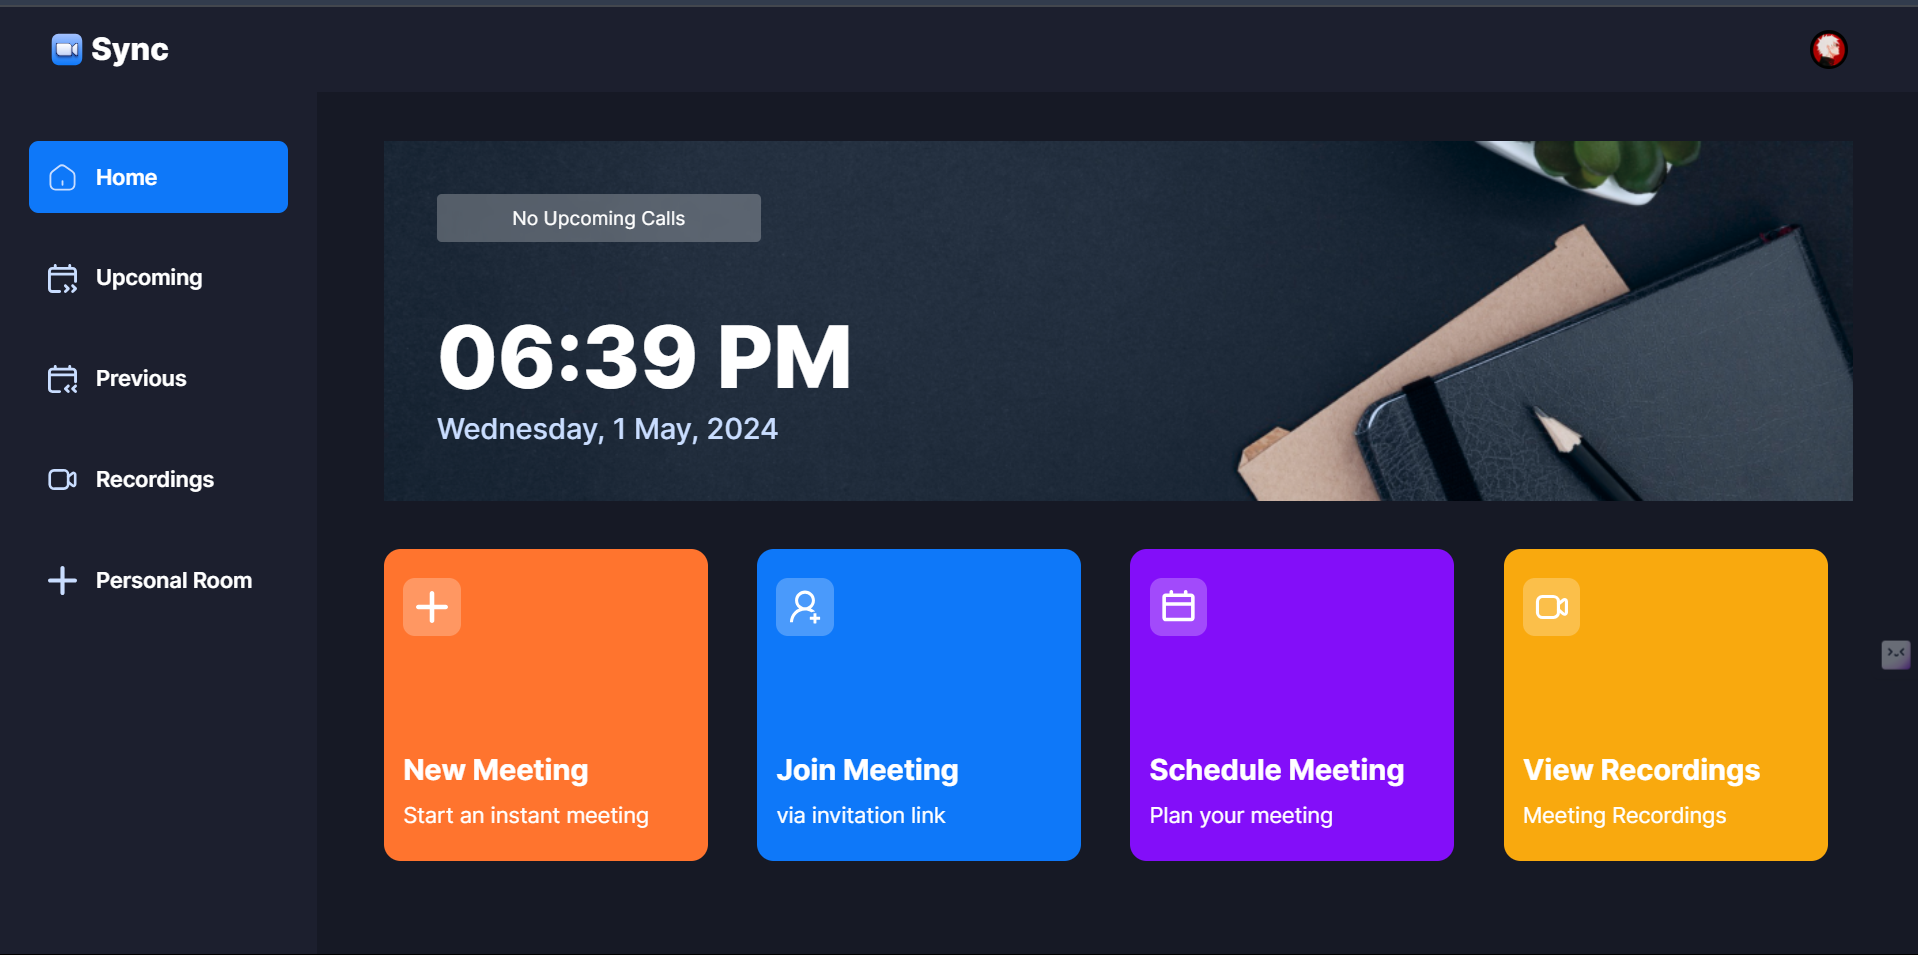 Sync
Home
Upcoming
Previous
Recordings
Personal Room
No Upcoming Calls
06:39 PM
Wednesday, 1 May, 2024
New Meeting
Start an instant meeting
Join Meeting
via invitation link
Schedule Meeting
Plan your meeting
View Recordings
Meeting Recordings